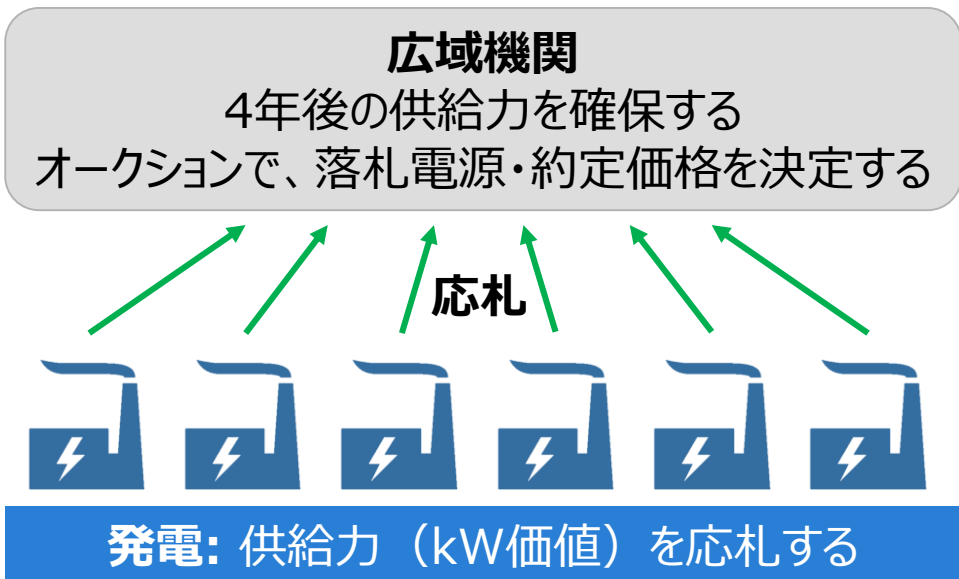 広域機関
4年後の供給力を確保する
オークションで、落札電源・約定価格を決定する
応札
発電: 供給力（kW価値）を応札する